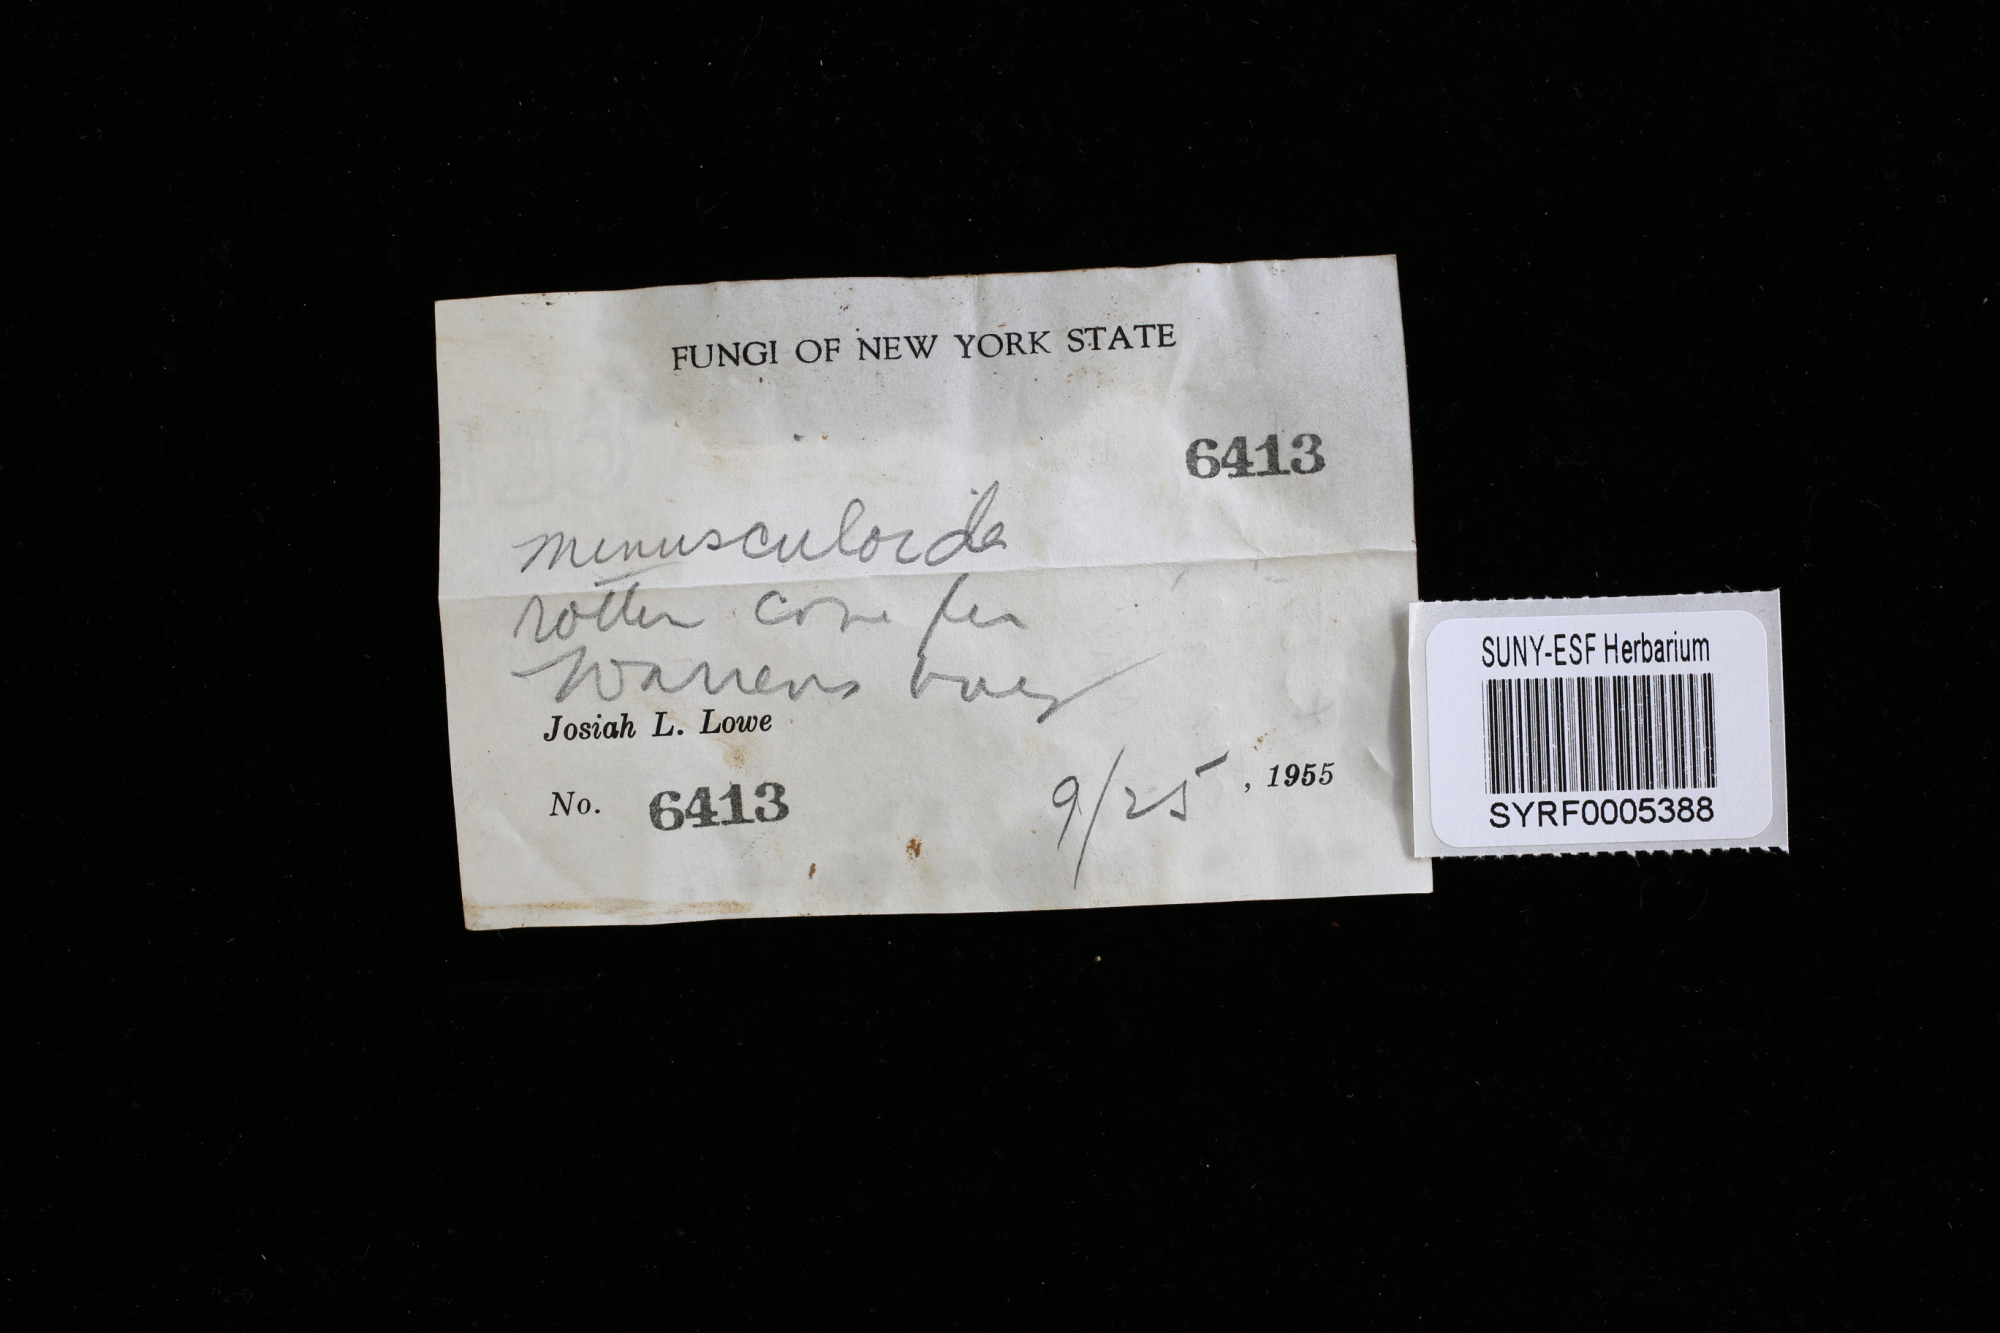 FUNGI OF NEW YORK STATE
6413
minusculoides
rotten conifer
Warrens
Josiah L. Lowe
No. 6413
9/25, 1955
SUNY-ESF Herbarium
SYRF0005388